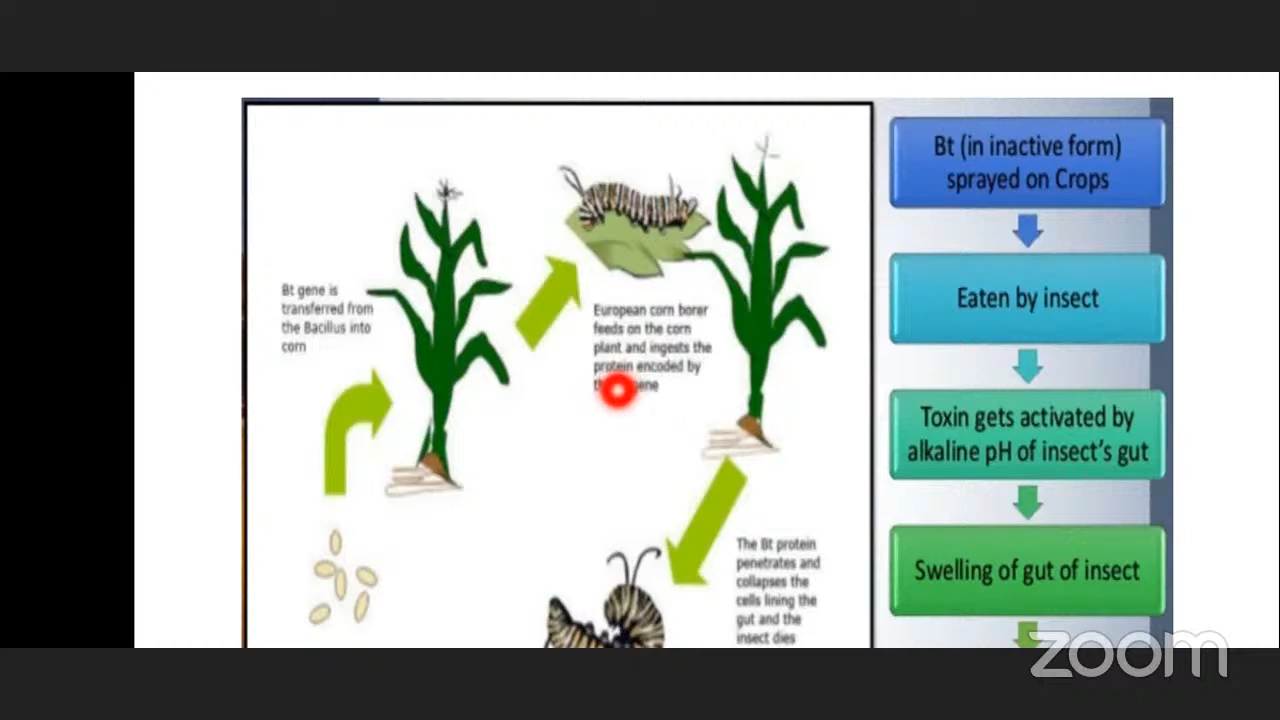 Bt gene is
transferred from
the Bacillus into
corn
European corn borer
feeds on the corn
plant and ingests the
protein encoded by
The Bt protein
penetrates and
collapses the
cells lining the
gut and the
insect dies
Bt (in inactive form)
sprayed on Crops
Eaten by insect
Toxin gets activated by
alkaline pH of insect's gut
Swelling of gut of insect
zoom